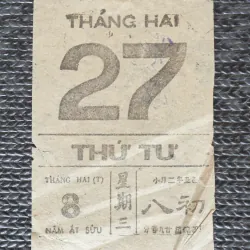 THÁNG HAI
27
THỨ TƯ
THÁNG HAI (T)
8
NĂM ẤT SỬU
星期三
八初